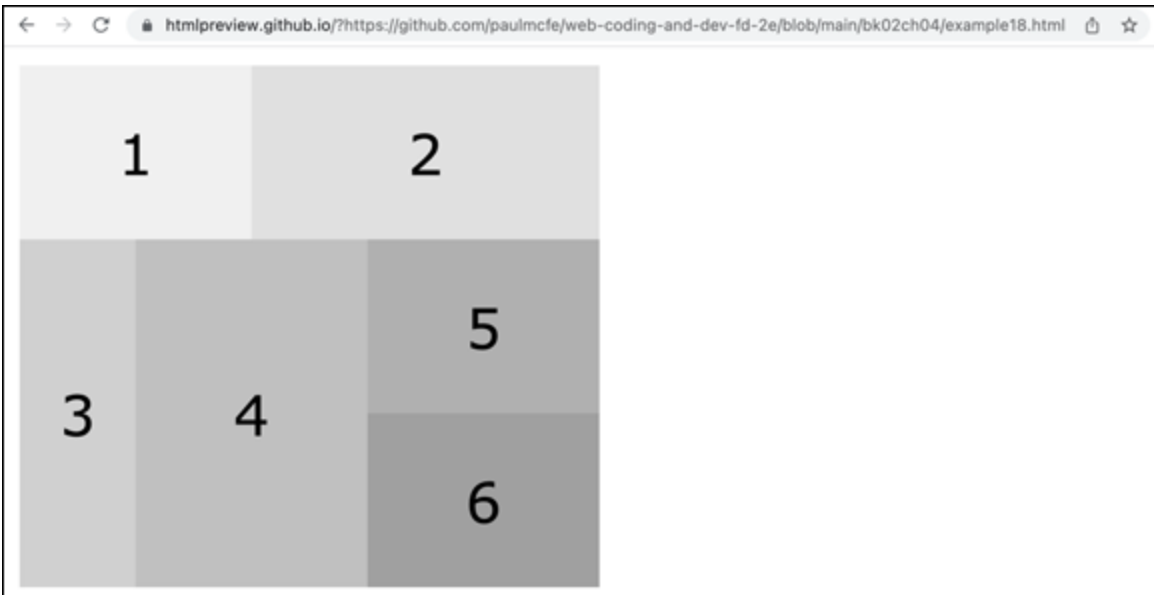 htmlpreview.github.io/?https://github.com/paulmcfe/web-coding-and-dev-fd-2e/blob/main/bk02ch04/example18.html
1 2
5
3 4
6